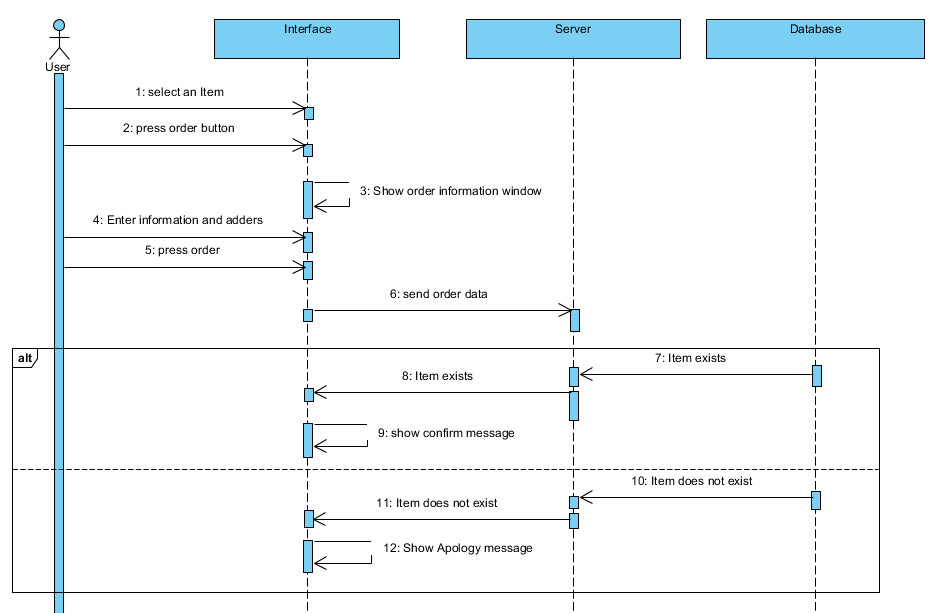 Interface
Server
Database
User
1: select an Item
2: press order button
3: Show order information window
4: Enter information and adders
5: press order
6: send order data
alt
7: Item exists
8: Item exists
9: show confirm message
10: Item does not exist
11: Item does not exist
12: Show Apology message